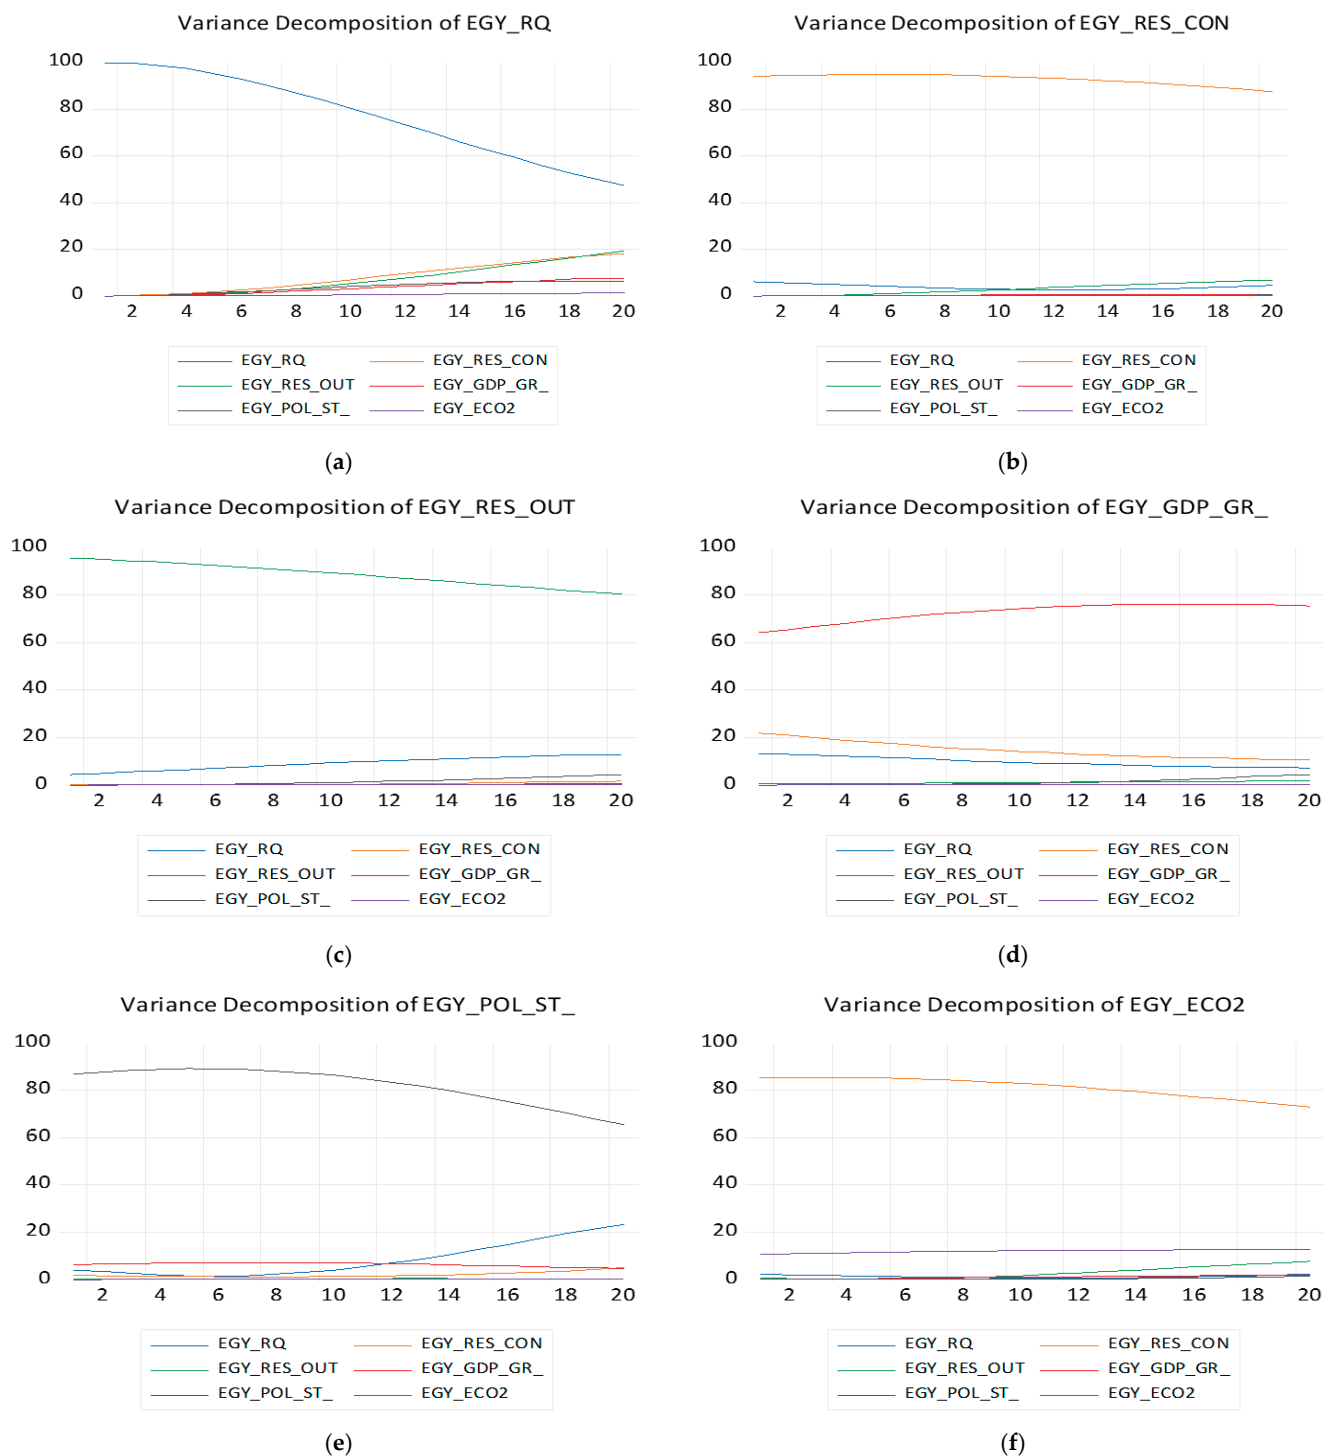 Variance Decomposition of EGY_RQ
100
80
60
40
20
0
2 4 6 8 10 12 14 16 18 20
EGY_RQ EGY_RES_CON
EGY_RES_OUT EGY_GDP_GR_
EGY_POL_ST_ EGY_ECO2
(a)
Variance Decomposition of EGY_RES_CON
100
80
60
40
20
0
2 4 6 8 10 12 14 16 18 20
EGY_RQ EGY_RES_CON
EGY_RES_OUT EGY_GDP_GR_
EGY_POL_ST_ EGY_ECO2
(b)
Variance Decomposition of EGY_RES_OUT
100
80
60
40
20
0
2 4 6 8 10 12 14 16 18 20
EGY_RQ EGY_RES_CON
EGY_RES_OUT EGY_GDP_GR_
EGY_POL_ST_ EGY_ECO2
(c)
Variance Decomposition of EGY_GDP_GR_
100
80
60
40
20
0
2 4 6 8 10 12 14 16 18 20
EGY_RQ EGY_RES_CON
EGY_RES_OUT EGY_GDP_GR_
EGY_POL_ST_ EGY_ECO2
(d)
Variance Decomposition of EGY_POL_ST_
100
80
60
40
20
0
2 4 6 8 10 12 14 16 18 20
EGY_RQ EGY_RES_CON
EGY_RES_OUT EGY_GDP_GR_
EGY_POL_ST_ EGY_ECO2
(e)
Variance Decomposition of EGY_ECO2
100
80
60
40
20
0
2 4 6 8 10 12 14 16 18 20
EGY_RQ EGY_RES_CON
EGY_RES_OUT EGY_GDP_GR_
EGY_POL_ST_ EGY_ECO2
(f)